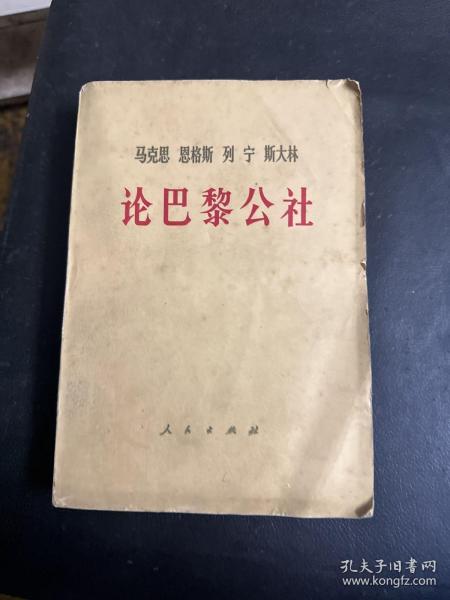 马克思 恩格斯 列宁 斯大林
论巴黎公社
人民出版社
孔夫子旧书网
www.kongfz.com